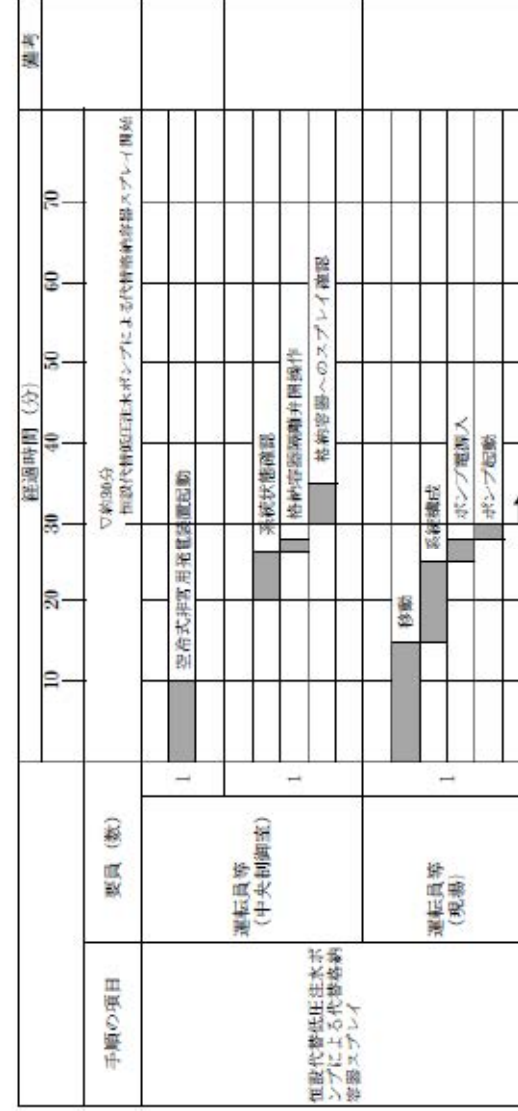 手順の項目
要員（数）
経過時間（分）
備考
10
20
30
40
50
60
70
▽約30分
恒設代替低圧注水ポンプによる代替格納容器スプレイ開始
恒設代替低圧注水ポ
ンプによる代替格納
容器スプレイ
運転員等
（中央制御室）
1
空冷式非常用発電装置起動
1
系統状態確認
格納容器隔離弁開操作
格納容器へのスプレイ確認
運転員等
（現場）
1
移動
系統構成
ポンプ電源入
ポンプ起動